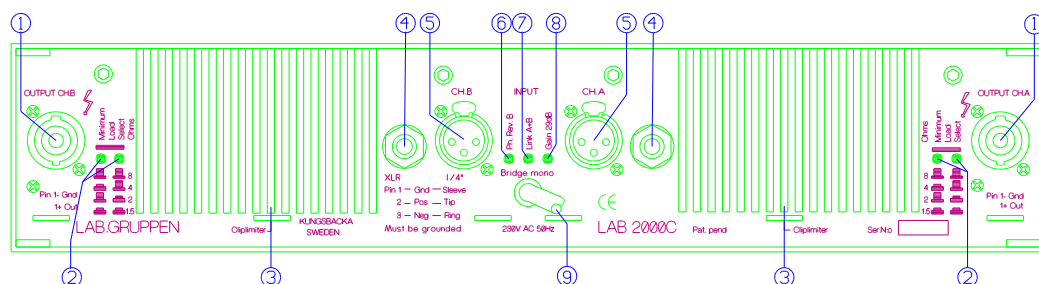 1 4 5 6 7 8 5 4 1
OUTPUT CH:B
Minimum
Load
Select
Ohms
8
4
2
1.5
Pin 1- Gnd
1+ Out
LAB.GRUPPEN
Cliplimiter
KUNGSBACKA
SWEDEN
CH.B
INPUT
CH.A
Ph. Rev. B
Link A+B
Gain 29dB
Bridge mono
XLR 1/4"
Pin 1 – Gnd – Sleeve
2 – Pos – Tip
3 – Neg – Ring
Must be grounded
230V AC 50Hz
CE
LAB 2000C
Pat. pend
Cliplimiter
Ser N:o
OUTPUT CH:A
Ohms
Minimum
Load
Select
8
4
2
1.5
Pin 1- Gnd
1+ Out
2 3 9 3 2